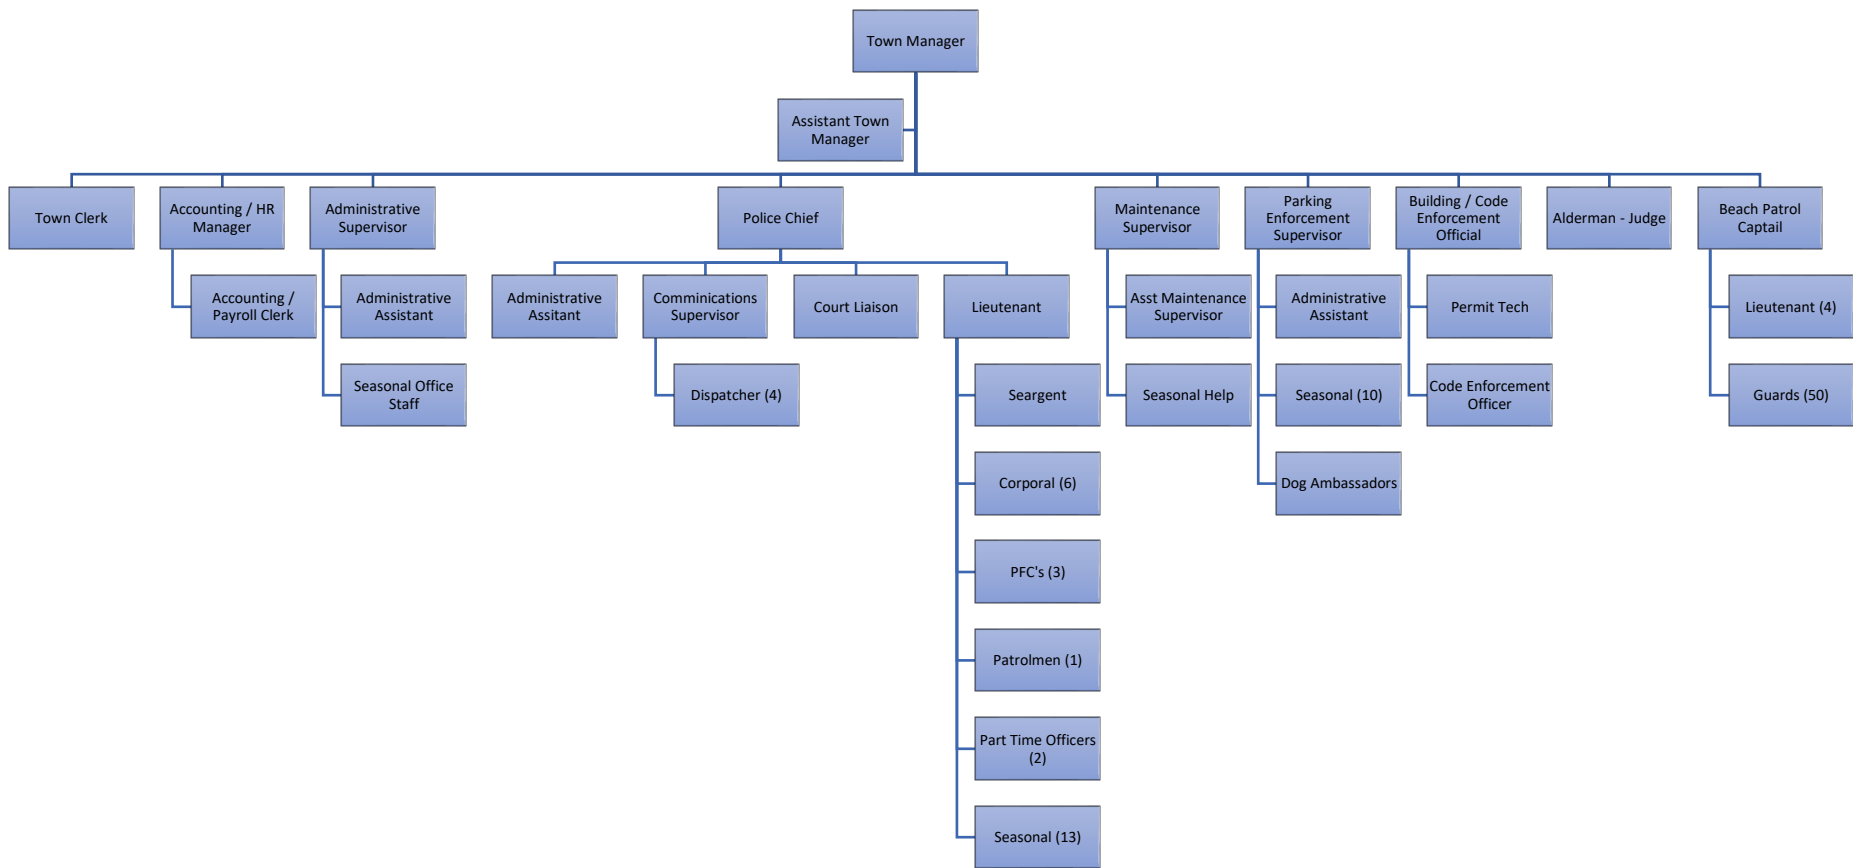 Town Manager
Assistant Town
Manager
Town Clerk
Accounting / HR
Manager
Administrative
Supervisor
Police Chief
Maintenance
Supervisor
Parking
Enforcement
Supervisor
Building / Code
Enforcement
Official
Alderman - Judge
Beach Patrol
Captail
Accounting /
Payroll Clerk
Administrative
Assistant
Administrative
Assitant
Comminications
Supervisor
Court Liaison
Lieutenant
Asst Maintenance
Supervisor
Administrative
Assistant
Permit Tech
Lieutenant (4)
Seasonal Office
Staff
Dispatcher (4)
Seargent
Seasonal Help
Seasonal (10)
Code Enforcement
Officer
Guards (50)
Corporal (6)
Dog Ambassadors
PFC's (3)
Patrolmen (1)
Part Time Officers
(2)
Seasonal (13)